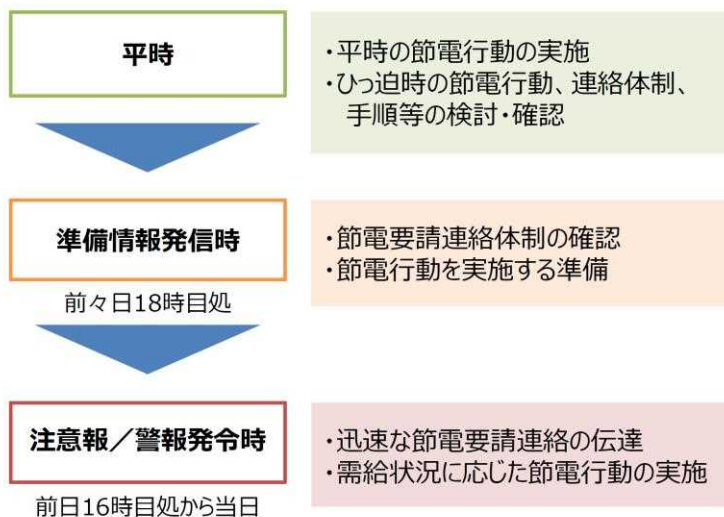 平時
・平時の節電行動の実施
・ひっ迫時の節電行動、連絡体制、
手順等の検討・確認
準備情報発信時
前々日18時目処
・節電要請連絡体制の確認
・節電行動を実施する準備
注意報／警報発令時
前日16時目処から当日
・迅速な節電要請連絡の伝達
・需給状況に応じた節電行動の実施